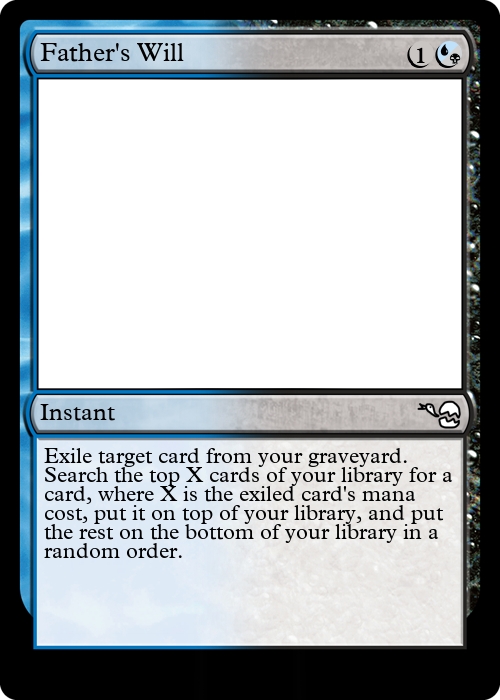 Father's Will
1
Instant
Exile target card from your graveyard.
Search the top X cards of your library for a
card, where X is the exiled card's mana
cost, put it on top of your library, and put
the rest on the bottom of your library in a
random order.